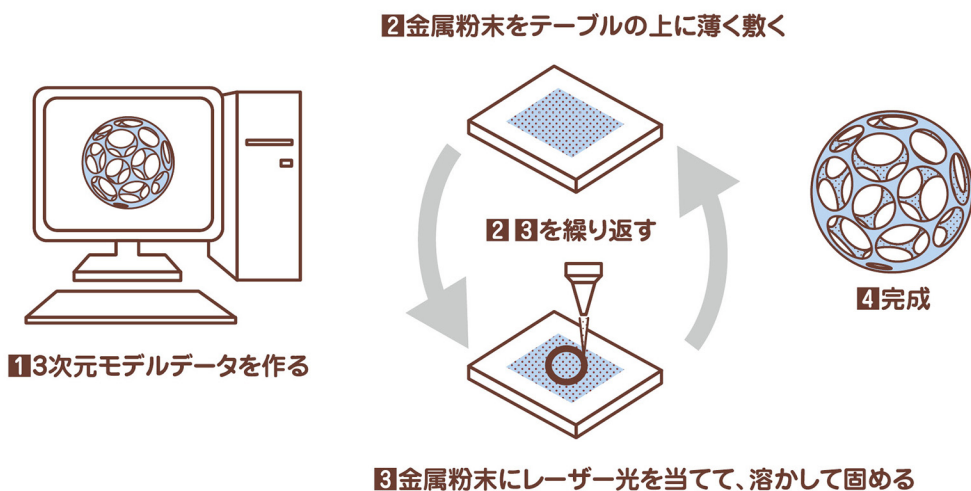 2金属粉末をテーブルの上に薄く敷く
2 3を繰り返す
4完成
13次元モデルデータを作る
3金属粉末にレーザー光を当てて、溶かして固める